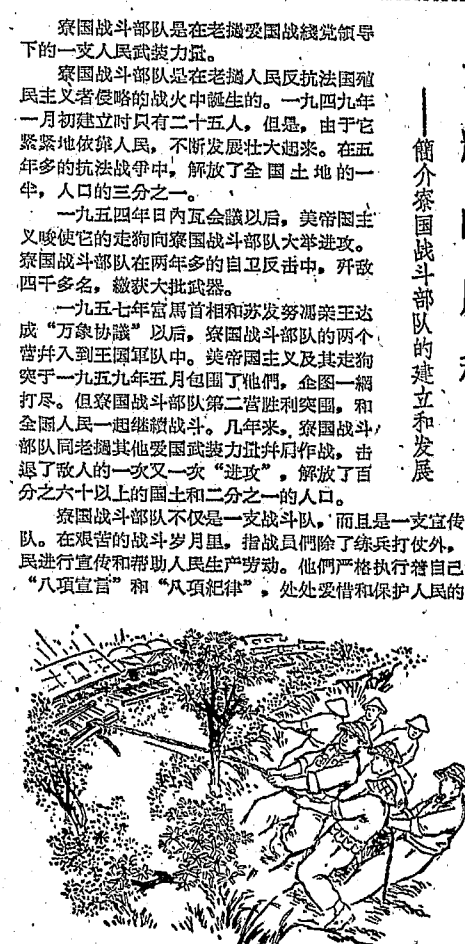 ——簡介寮国战斗部队的建立和发展
寮国战斗部队是在老撾爱国战綫党领导
下的一支人民武装力量。
寮国战斗部队是在老撾人民反抗法国殖
民主义者侵略的战火中誕生的。一九四九年
一月初建立时只有二十五人，但是，由于它
紧紧地依靠人民，不断发展壮大起来。在五
年多的抗法战爭中，解放了全国土地的一
半，人口的三分之一。
一九五四年日内瓦会議以后，美帝国主
义唆使它的走狗向寮国战斗部队大举进攻。
寮国战斗部队在两年多的自卫反击中，歼敌
四千多名，繳获大批武器。
一九五七年富馬首相和苏发努馮亲王达
成“万象协議”以后，寮国战斗部队的两个
营幷入到王国軍队中。美帝国主义及其走狗
突于一九五九年五月包围了他們，企图一網
打尽。但寮国战斗部队第二营胜利突围，和
全国人民一起继續战斗。几年来，寮国战斗
部队同老撾其他爱国武装力量幷肩作战，击
退了敌人的一次又一次“进攻”，解放了百
分之六十以上的国土和二分之一的人口。
寮国战斗部队不仅是一支战斗队，而且是一支宣传
队。在艰苦的战斗岁月里，指战員們除了练兵打仗外，
民进行宣传和帮助人民生产劳动。他們严格执行着自己
“八項宣言”和“八項紀律”，处处爱惜和保护人民的